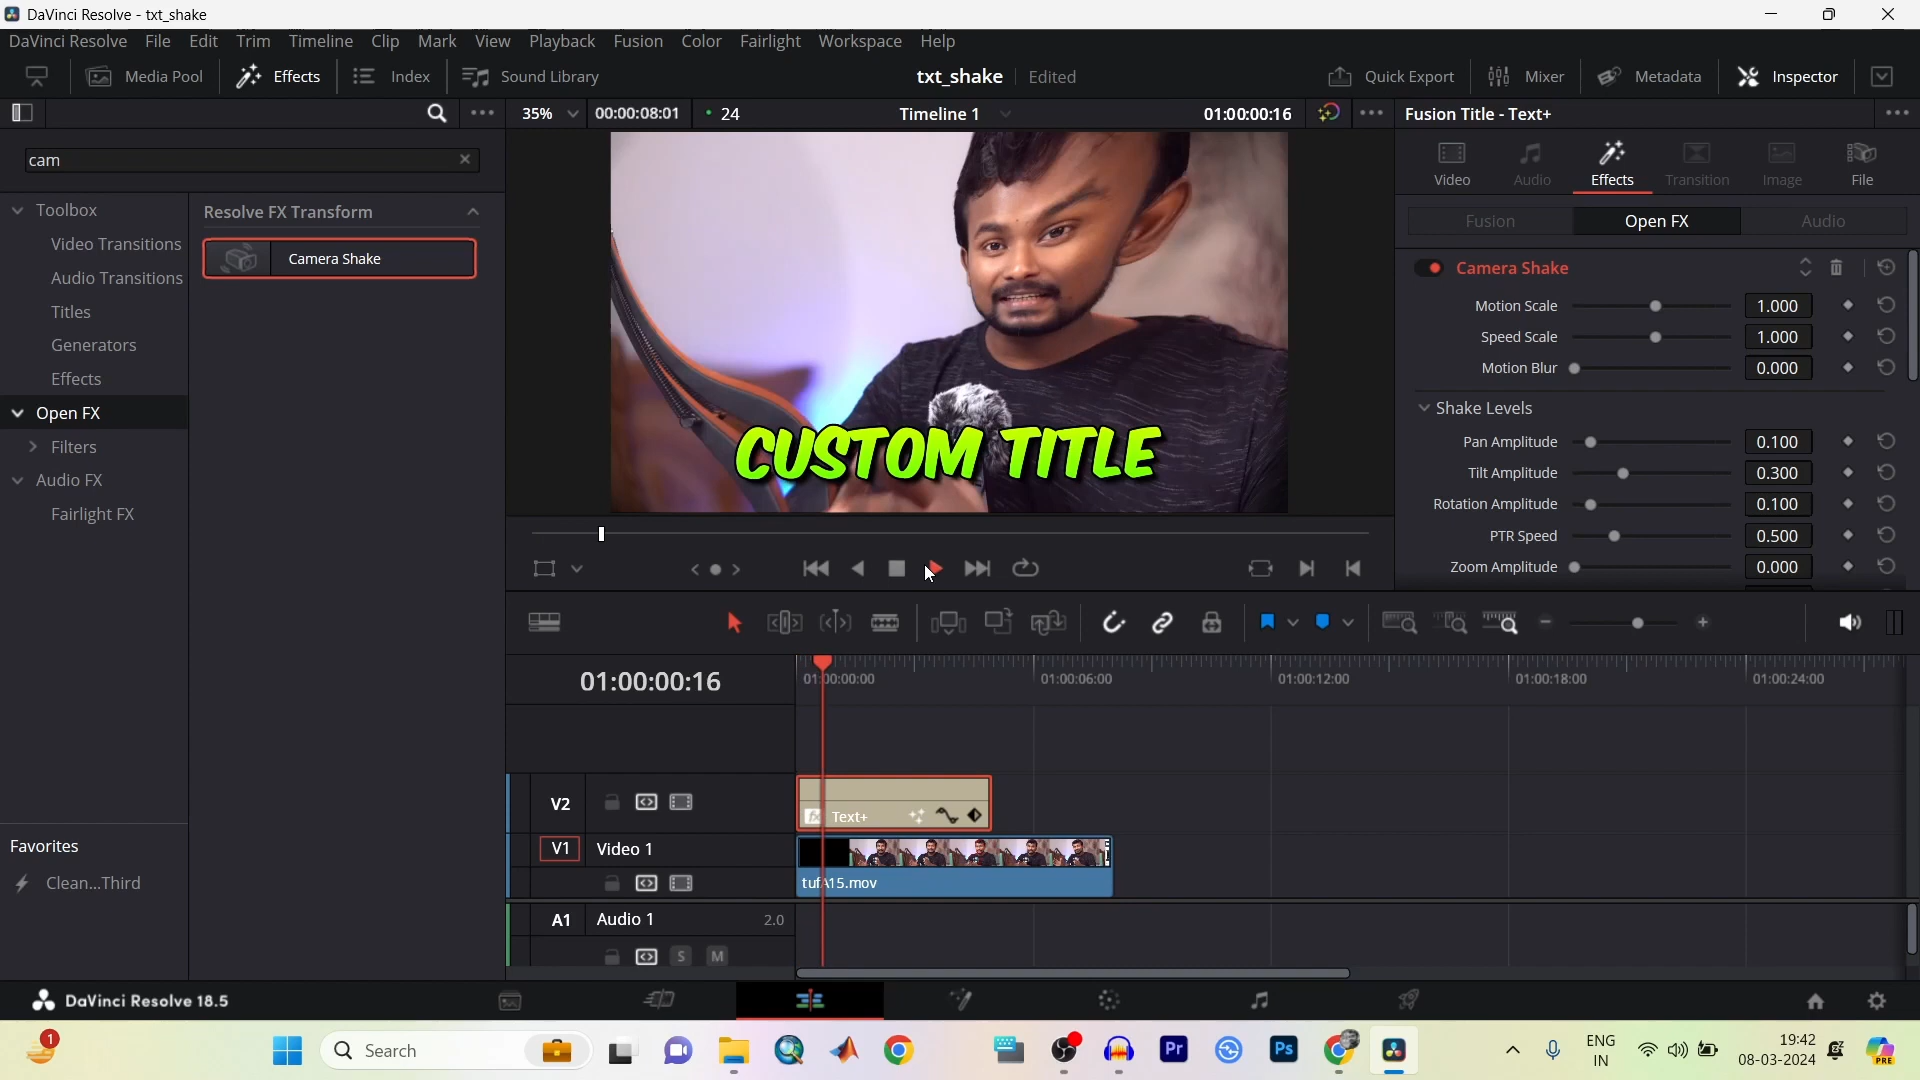 DaVinci Resolve - txt_shake
DaVinci Resolve File Edit Trim Timeline Clip Mark View Playback Fusion Color Fairlight Workspace Help
Media Pool Effects Index Sound Library txt_shake Edited Quick Export Mixer Metadata Inspector
35% 00:00:08:01 24 Timeline 1 01:00:00:16 Fusion Title - Text+
cam
Video Audio Effects Transition Image File
Toolbox
Video Transitions
Audio Transitions
Titles
Generators
Effects
Open FX
Filters
Audio FX
Fairlight FX
Resolve FX Transform
Camera Shake
Favorites
Clean...Third
CUSTOM TITLE
Fusion Open FX Audio
Camera Shake
Motion Scale 1.000
Speed Scale 1.000
Motion Blur 0.000
Shake Levels
Pan Amplitude 0.100
Tilt Amplitude 0.300
Rotation Amplitude 0.100
PTR Speed 0.500
Zoom Amplitude 0.000
01:00:00:16 01:00:00:00 01:00:06:00 01:00:12:00 01:00:18:00 01:00:24:00
V2 fx Text+
V1 Video 1
tufA15.mov
A1 Audio 1 2.0
S M
DaVinci Resolve 18.5
1 Search Pr Ps ENG
IN 19:42
08-03-2024 PRE